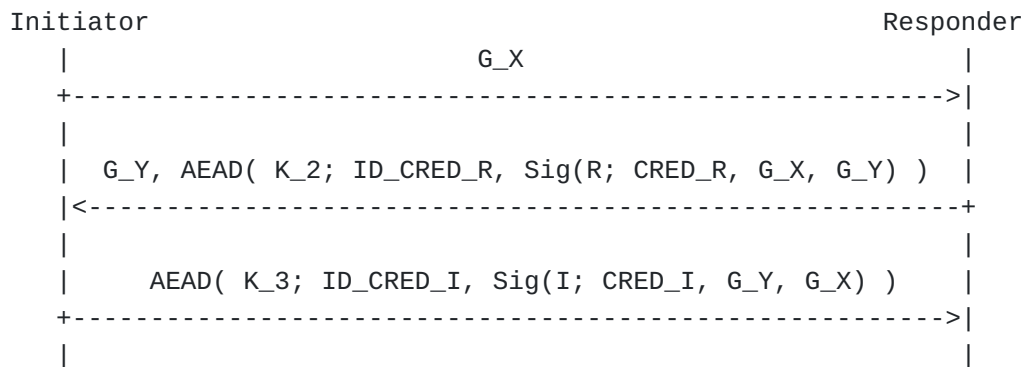 Initiator Responder
G_X
G_Y, AEAD( K_2; ID_CRED_R, Sig(R; CRED_R, G_X, G_Y) )
AEAD( K_3; ID_CRED_I, Sig(I; CRED_I, G_Y, G_X) )